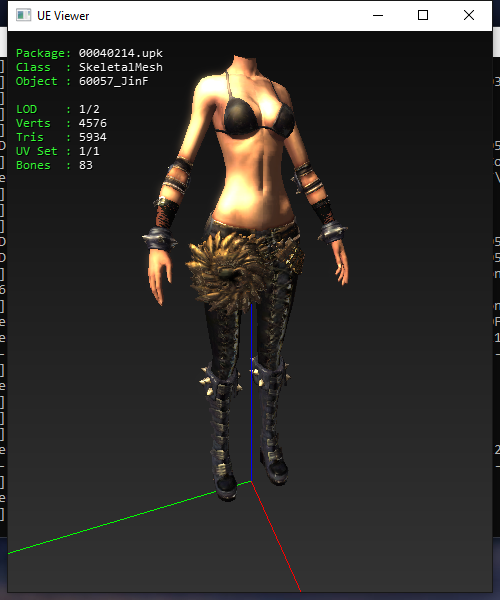 UE Viewer
Package: 00040214.upk
Class  : SkeletalMesh
Object : 60057_JinF
LOD    : 1/2
Verts  : 4576
Tris   : 5934
UV Set : 1/1
Bones  : 83